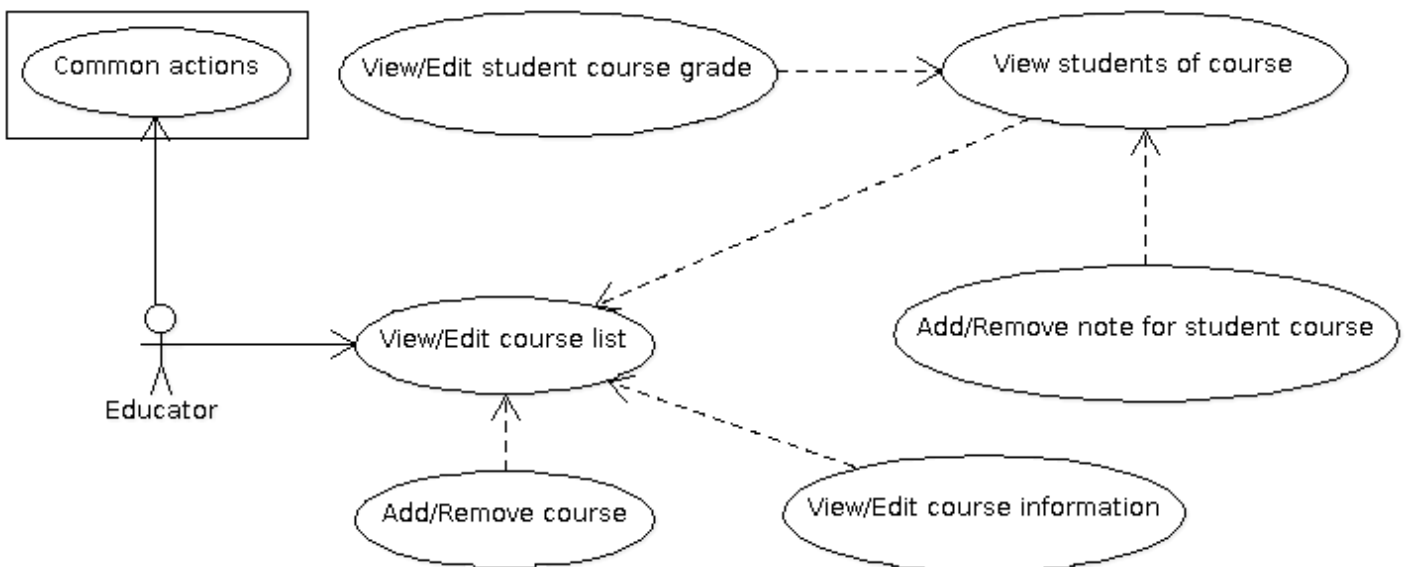 Common actions
View/Edit student course grade
View students of course
Add/Remove note for student course
View/Edit course list
Educator
Add/Remove course
View/Edit course information